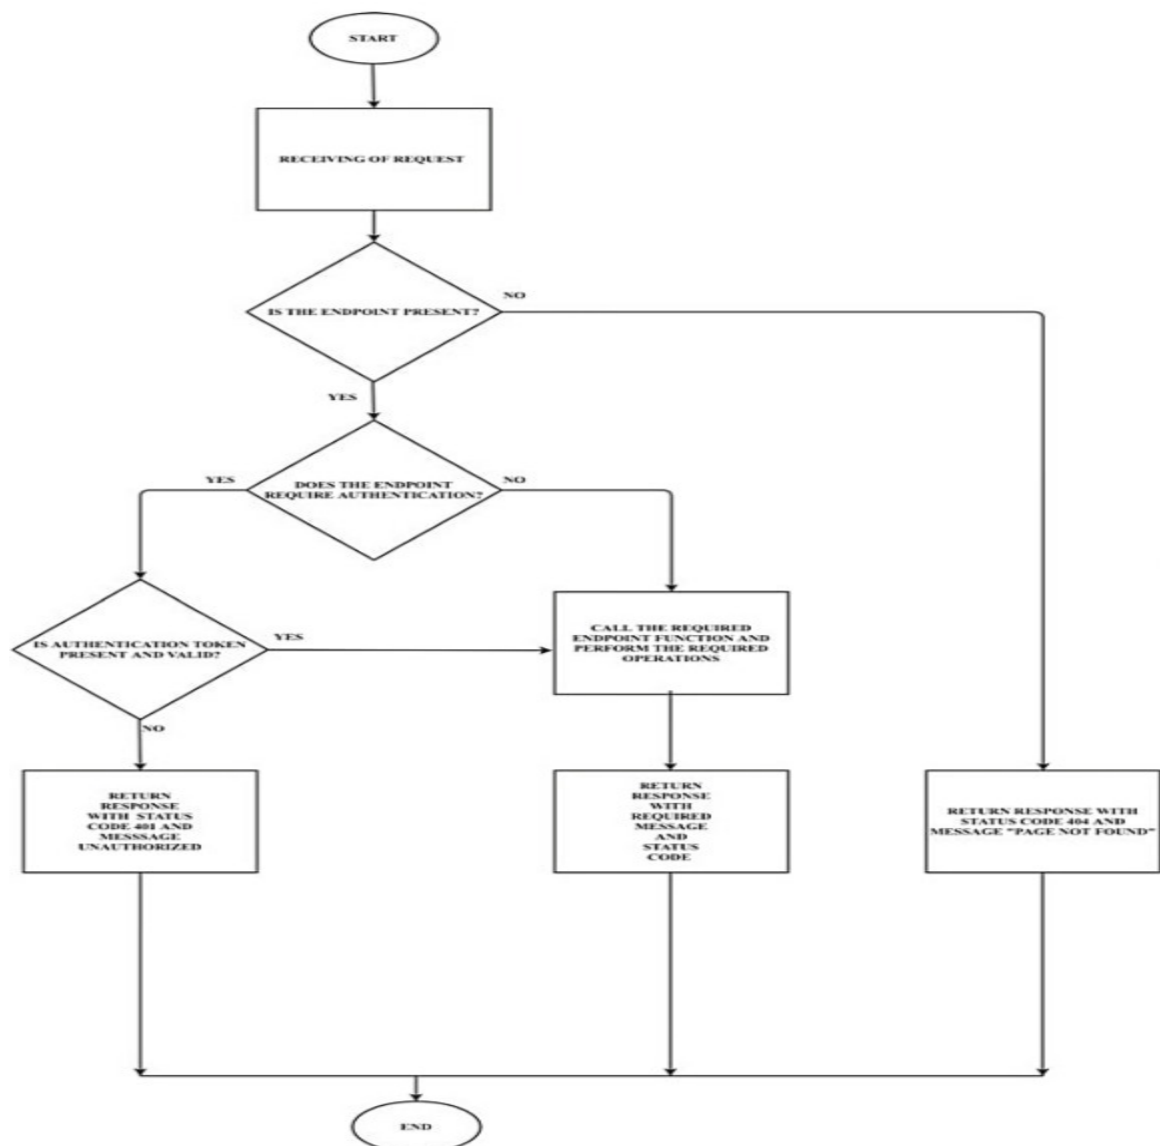 START
RECEIVING OF REQUEST
IS THE ENDPOINT PRESENT?
NO
YES
DOES THE ENDPOINT
REQUIRE AUTHENTICATION?
YES
NO
IS AUTHENTICATION TOKEN
PRESENT AND VALID?
YES
NO
CALL THE REQUIRED
ENDPOINT FUNCTION AND
PERFORM THE REQUIRED
OPERATIONS
RETURN
RESPONSE
WITH STATUS
CODE 401 AND
MESSSAGE
UNAUTHORIZED
RETURN
RESPONSE
WITH
REQUIRED
MESSAGE
AND
STATUS
CODE
RETURN RESPONSE WITH
STATUS CODE 404 AND
MESSAGE "PAGE NOT FOUND"
END